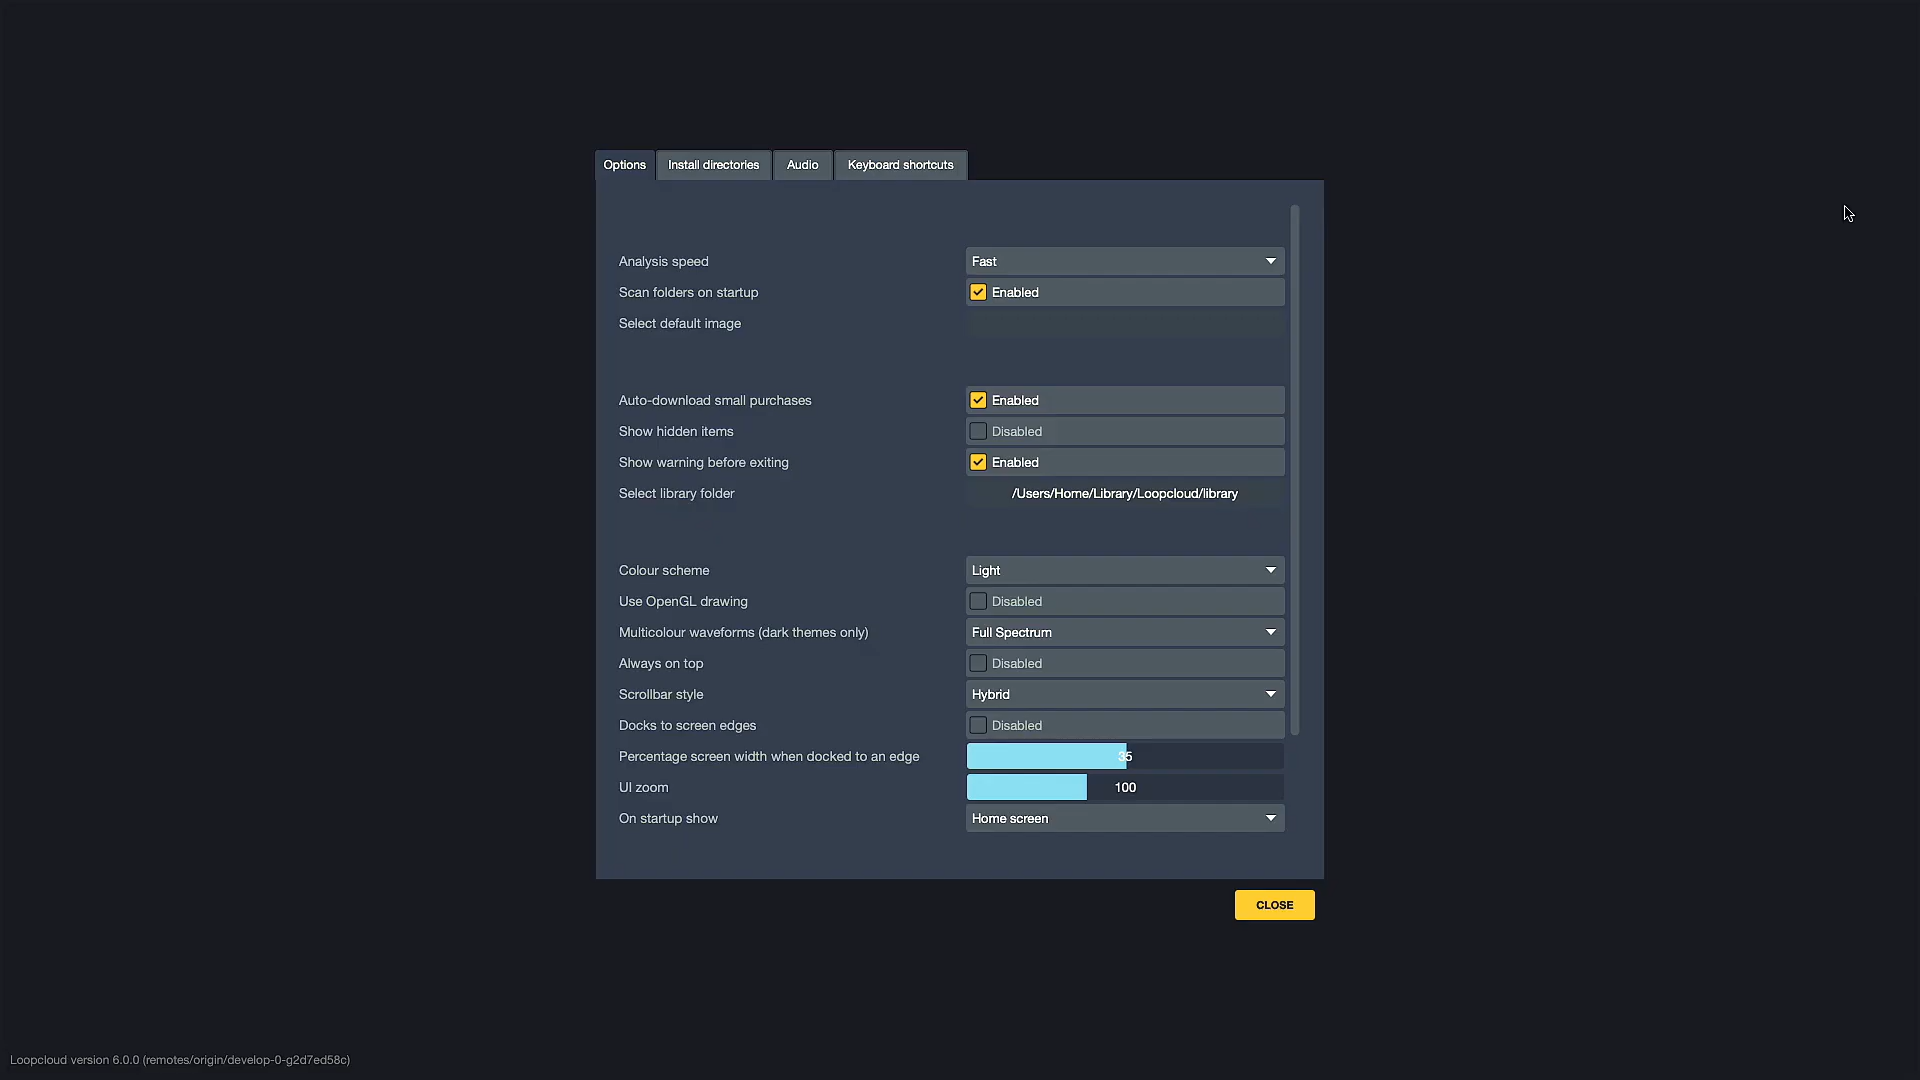 Options Install directories Audio Keyboard shortcuts
Analysis speed Fast
Scan folders on startup Enabled
Select default image
Auto-download small purchases Enabled
Show hidden items Disabled
Show warning before exiting Enabled
Select library folder /Users/Home/Library/Loopcloud/library
Colour scheme Light
Use OpenGL drawing Disabled
Multicolour waveforms (dark themes only) Full Spectrum
Always on top Disabled
Scrollbar style Hybrid
Docks to screen edges Disabled
Percentage screen width when docked to an edge 35
UI zoom 100
On startup show Home screen
CLOSE
Loopcloud version 6.0.0 (remotes/origin/develop-0-g2d7ed58c)